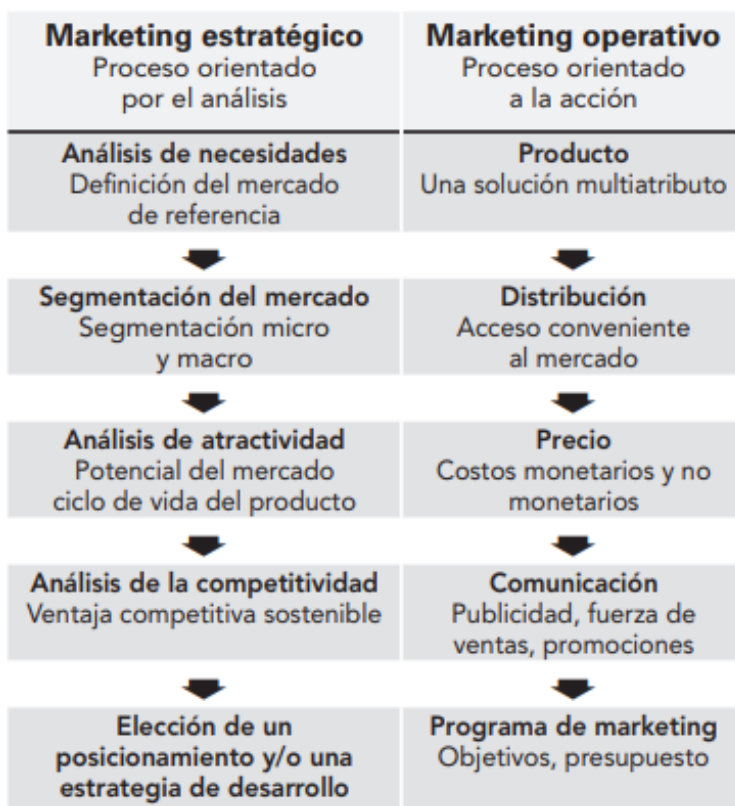 Marketing estratégico
Proceso orientado
por el análisis
Marketing operativo
Proceso orientado
a la acción
Análisis de necesidades
Definición del mercado
de referencia
Producto
Una solución multiatributo
Segmentación del mercado
Segmentación micro
y macro
Distribución
Acceso conveniente
al mercado
Análisis de atractividad
Potencial del mercado
ciclo de vida del producto
Precio
Costos monetarios y no
monetarios
Análisis de la competitividad
Ventaja competitiva sostenible
Comunicación
Publicidad, fuerza de
ventas, promociones
Elección de un
posicionamiento y/o una
estrategia de desarrollo
Programa de marketing
Objetivos, presupuesto